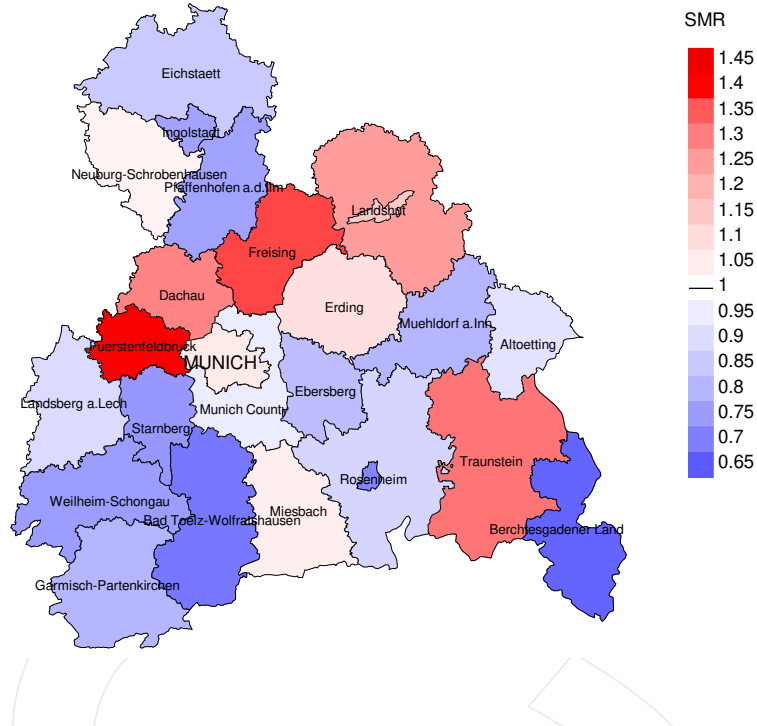 SMR
1.45
1.4
1.35
1.3
1.25
1.2
1.15
1.1
1.05
1
0.95
0.9
0.85
0.8
0.75
0.7
0.65
Eichstaett
Ingolstadt
Neuburg-Schrobenhausen
Pfaffenhofen a.d.Ilm
Landshut
Freising
Dachau
Erding
Muehldorf a.Inn
Altoetting
Fuerstenfeldbruck
MUNICH
Ebersberg
Landsberg a.Lech
Munich County
Starnberg
Traunstein
Rosenheim
Weilheim-Schongau
Miesbach
Bad Toelz-Wolfratshausen
Berchtesgadener Land
Garmisch-Partenkirchen